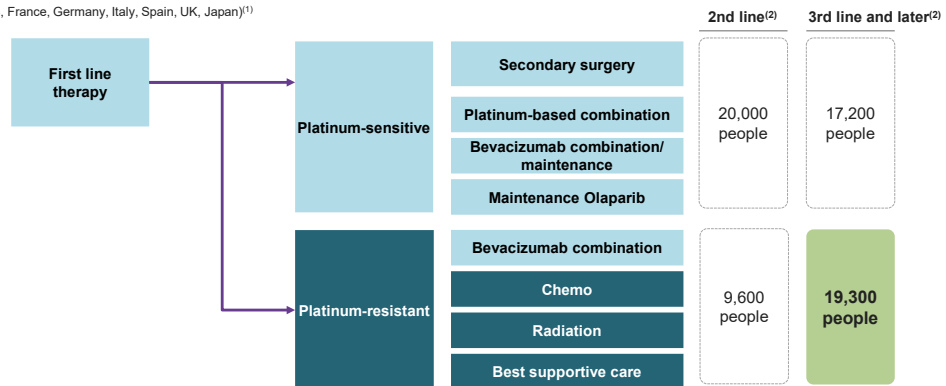 , France, Germany, Italy, Spain, UK, Japan)(1)
2nd line(2)
3rd line and later(2)
First line
therapy
Platinum-sensitive
Secondary surgery
Platinum-based combination
Bevacizumab combination/
maintenance
Maintenance Olaparib
20,000
people
17,200
people
Platinum-resistant
Bevacizumab combination
Chemo
Radiation
Best supportive care
9,600
people
19,300
people